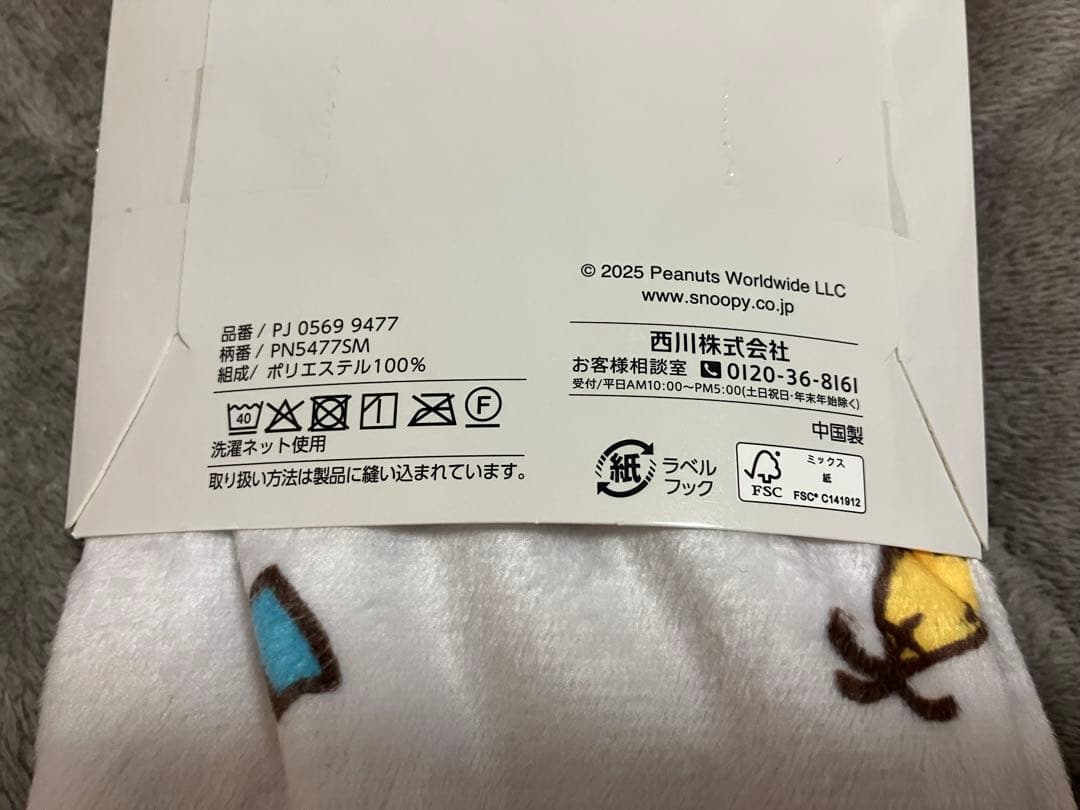 © 2025 Peanuts Worldwide LLC
www.snoopy.co.jp
品番/ PJ 0569 9477
柄番/ PN5477SM
組成/ ポリエステル100%
40
F
洗濯ネット使用
取り扱い方法は製品に縫い込まれています。
西川株式会社
お客様相談室 0120-36-8161
受付/平日AM10:00~PM5:00(土日祝日・年末年始除く)
中国製
紙
ラベル
フック
FSC
ミックス
紙
FSC® C141912